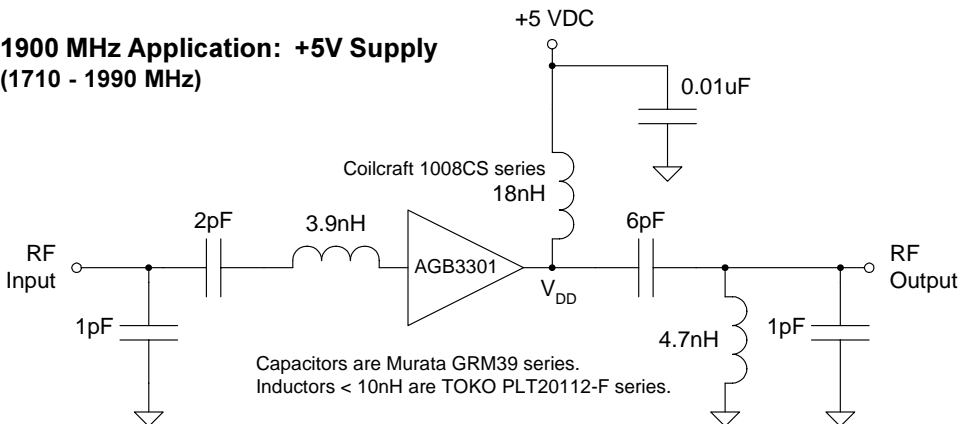 +5 VDC
1900 MHz Application: +5V Supply
(1710 - 1990 MHz)
0.01uF
Coilcraft 1008CS series
18nH
2pF
3.9nH
6pF
RF
Input
AGB3301
RF
Output
VDD
1pF
4.7nH
1pF
Capacitors are Murata GRM39 series.
Inductors < 10nH are TOKO PLT20112-F series.